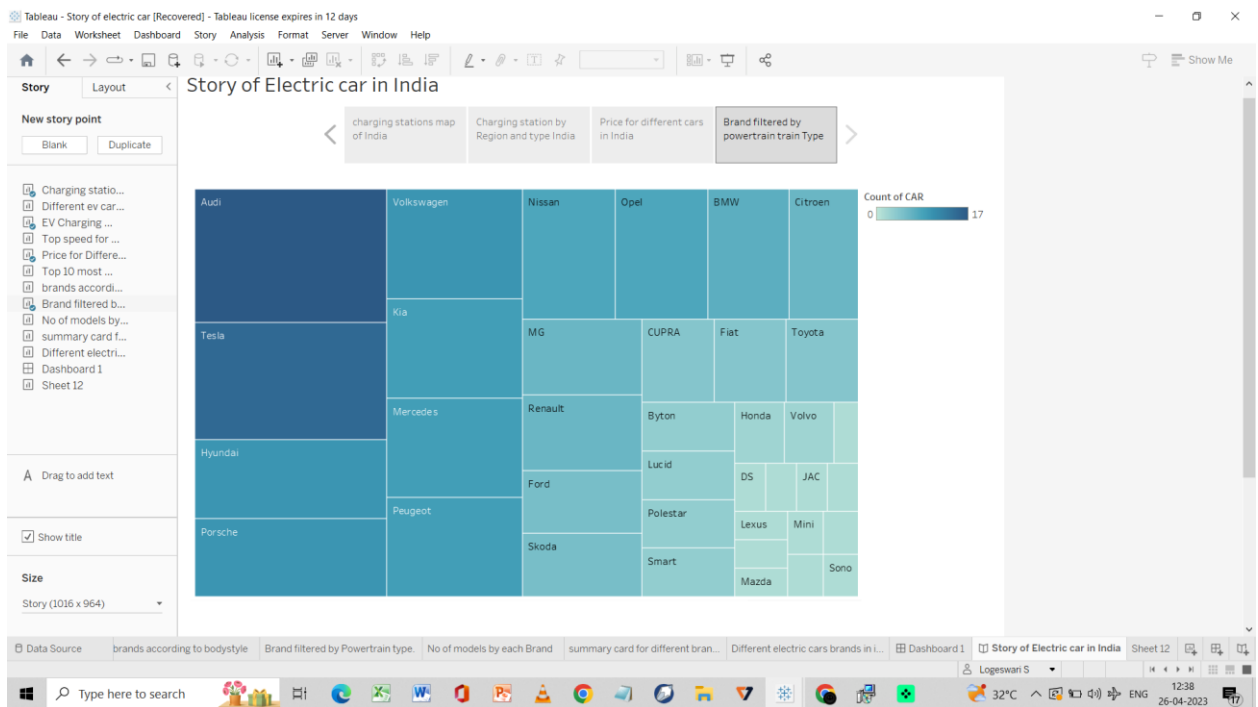 Tableau - Story of electric car [Recovered] - Tableau license expires in 12 days
File Data Worksheet Dashboard Story Analysis Format Server Window Help
Show Me
Story Layout
Story of Electric car in India
New story point
Blank Duplicate
charging stations map
of India
Charging station by
Region and type India
Price for different cars
in India
Brand filtered by
powertrain train Type
Charging statio...
Different ev car...
EV Charging ...
Top speed for ...
Price for Differe...
Top 10 most ...
brands accordi...
Brand filtered b...
No of models by...
summary card f...
Different electri...
Dashboard 1
Sheet 12
A Drag to add text
Show title
Size
Story (1016 x 964)
Audi
Volkswagen
Nissan
Opel
BMW
Citroen
Kia
Tesla
MG
CUPRA
Fiat
Toyota
Mercedes
Renault
Byton
Honda
Volvo
Hyundai
Lucid
DS
JAC
Ford
Peugeot
Polestar
Lexus
Mini
Porsche
Skoda
Smart
Sono
Mazda
Count of CAR
0 17
Data Source brands according to bodystyle Brand filtered by Powertrain type. No of models by each Brand summary card for different bran... Different electric cars brands in i... Dashboard 1 Story of Electric car in India Sheet 12
Logeswari S
Type here to search
32°C ENG
12:38
26-04-2023
17